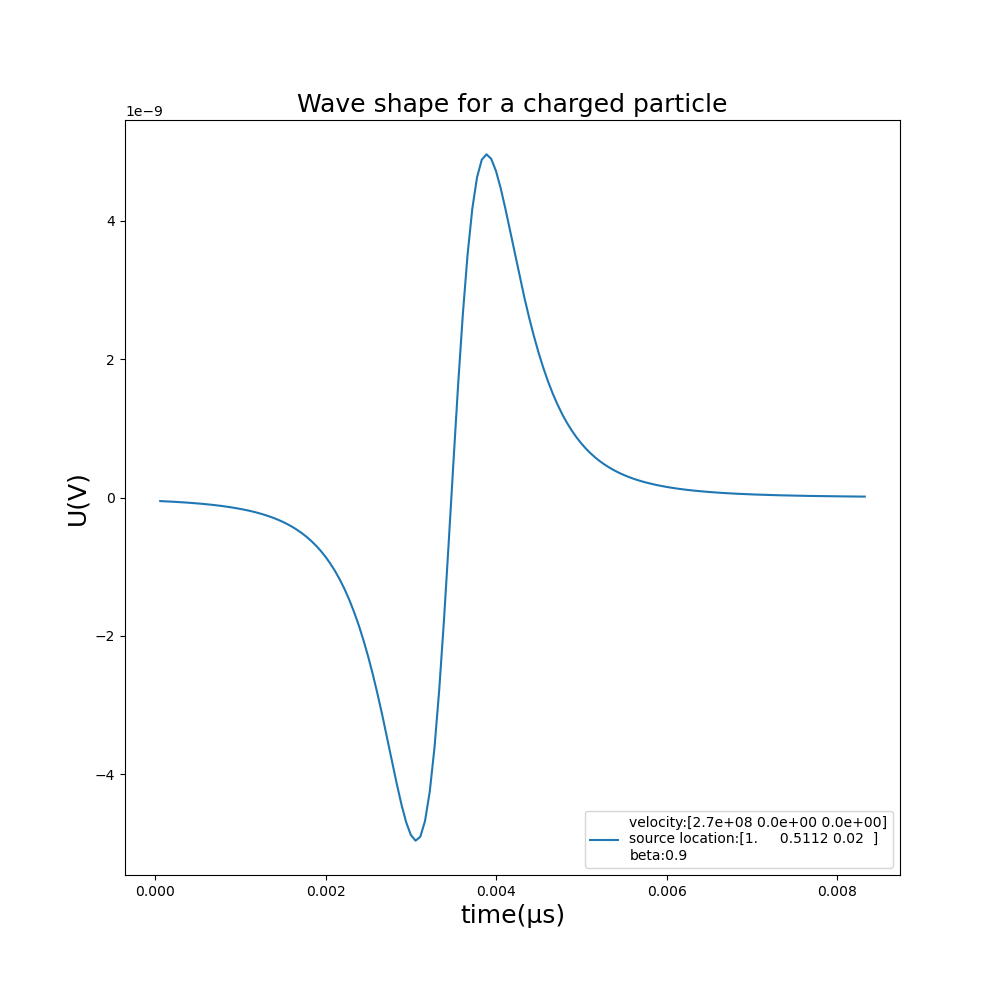 Wave shape for a charged particle
1e−9
4
2
0
−2
−4
U(V)
velocity:[2.7e+08 0.0e+00 0.0e+00]
source location:[1.     0.5112 0.02  ]
beta:0.9
0.000 0.002 0.004 0.006 0.008
time(μs)